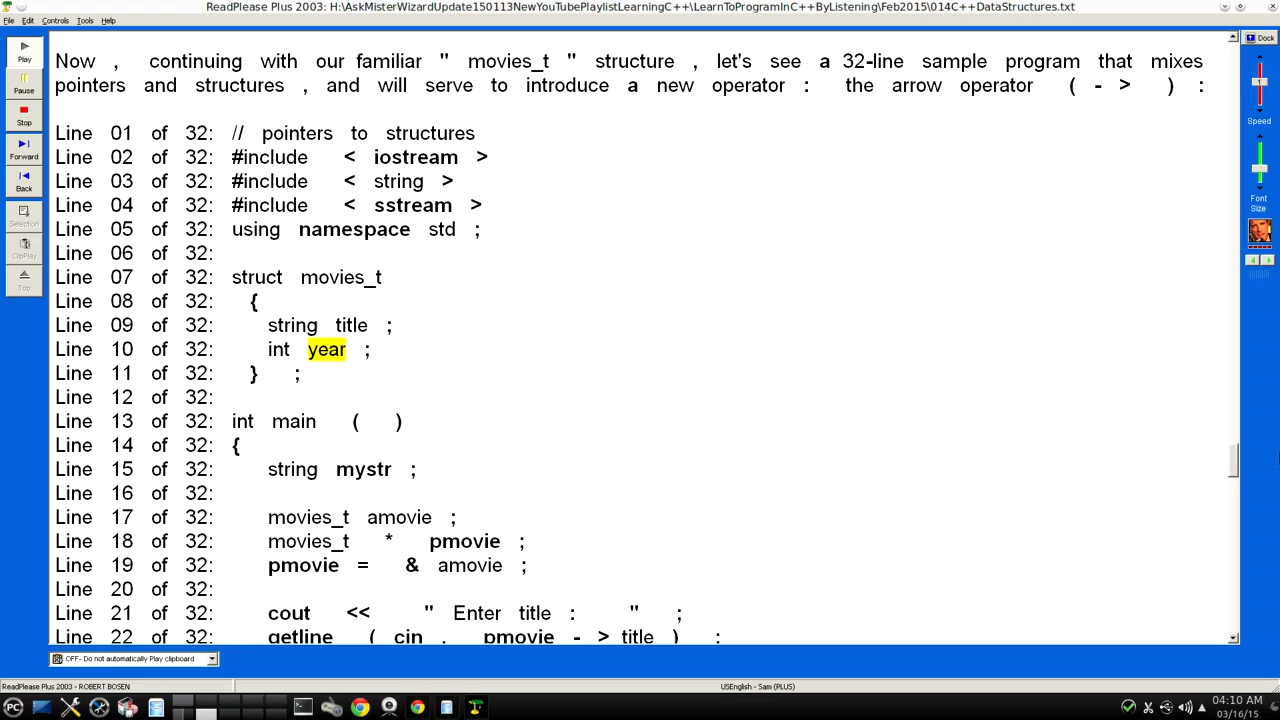 ReadPlease Plus 2003: H:\AskMisterWizardUpdate150113NewYouTubePlaylistLearningC++\LearnToProgramInC++ByListening\Feb2015\014C++DataStructures.txt
File Edit Controls Tools Help
Play
Pause
Stop
Forward
Back
Selection
ClipPlay
Top
Now , continuing with our familiar " movies_t " structure , let's see a 32-line sample program that mixes
pointers and structures , and will serve to introduce a new operator : the arrow operator ( - > ) :
Line 01 of 32: // pointers to structures
Line 02 of 32: #include < iostream >
Line 03 of 32: #include < string >
Line 04 of 32: #include < sstream >
Line 05 of 32: using namespace std ;
Line 06 of 32:
Line 07 of 32: struct movies_t
Line 08 of 32: {
Line 09 of 32: string title ;
Line 10 of 32: int year ;
Line 11 of 32: } ;
Line 12 of 32:
Line 13 of 32: int main ( )
Line 14 of 32: {
Line 15 of 32: string mystr ;
Line 16 of 32:
Line 17 of 32: movies_t amovie ;
Line 18 of 32: movies_t * pmovie ;
Line 19 of 32: pmovie = & amovie ;
Line 20 of 32:
Line 21 of 32: cout << " Enter title : " ;
Line 22 of 32: getline ( cin , pmovie - > title ) ;
Dock
Speed
Font
Size
OFF- Do not automatically Play clipboard
ReadPlease Plus 2003 - ROBERT BOSEN
USEnglish - Sam (PLUS)
PC
04:10 AM
03/16/15